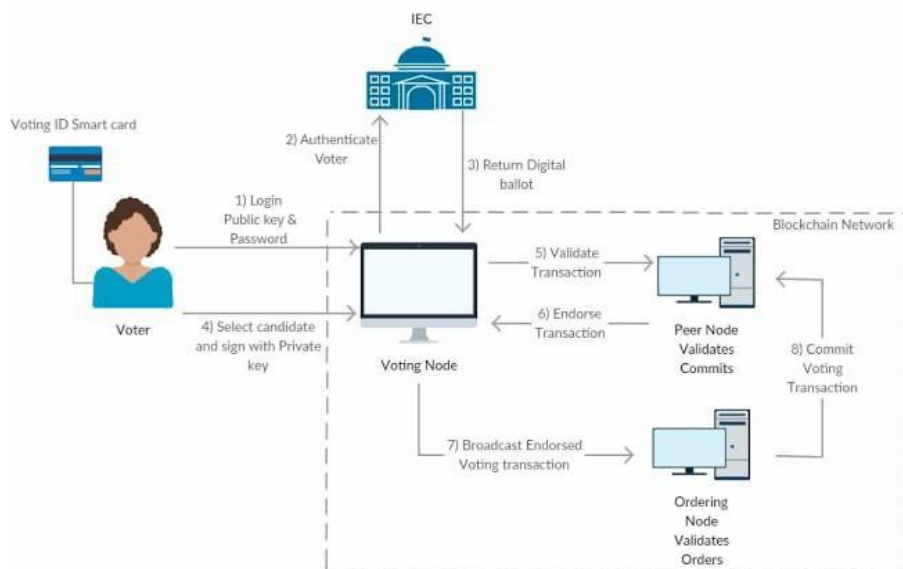 IEC
Voting ID Smart card
2) Authenticate
Voter
3) Return Digital
ballot
1) Login
Public key &
Password
Blockchain Network
5) Validate
Transaction
6) Endorse
Transaction
Voter
4) Select candidate
and sign with Private
key
Voting Node
Peer Node
Validates
Commits
8) Commit
Voting
Transaction
7) Broadcast Endorsed
Voting transaction
Ordering
Node
Validates
Orders